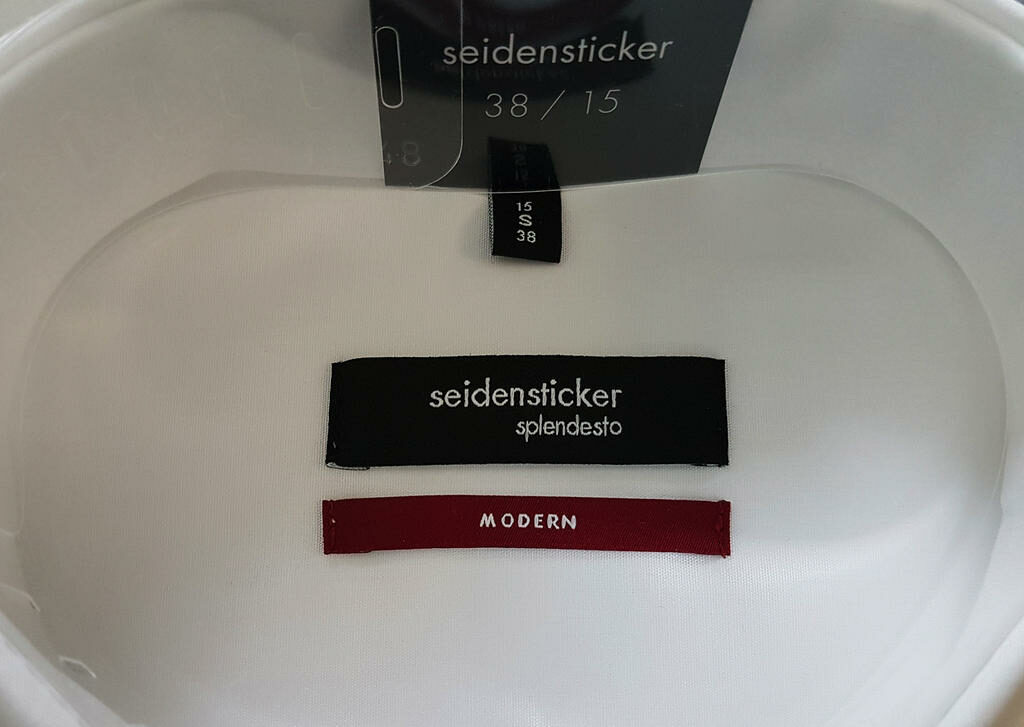 seidensticker
38 / 15
48
15
S
38
seidensticker
splendesto
MODERN